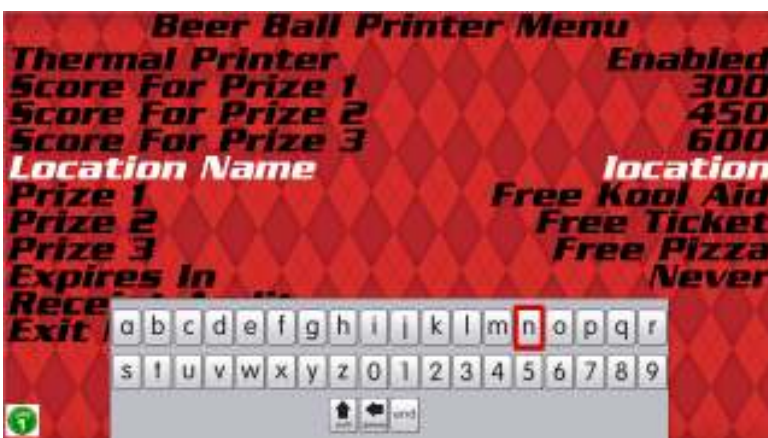 Beer Ball Printer Menu
Thermal Printer Enabled
Score For Prize 1 300
Score For Prize 2 450
Score For Prize 3 600
Location Name location
Prize 1 Free Kool Aid
Prize 2 Free Ticket
Prize 3 Free Pizza
Expires In Never
Exit
a b c d e f g h i j k l m n o p q r
s t u v w x y z 0 1 2 3 4 5 6 7 8 9
end
1